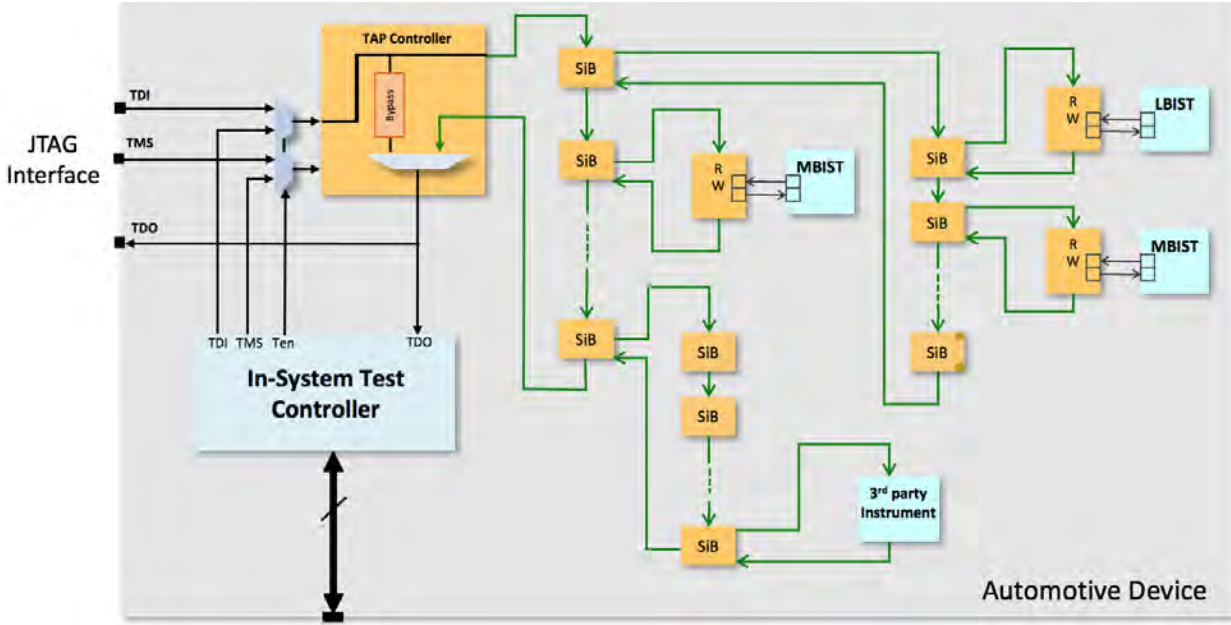 TAP Controller
SiB
TDI
Bypass
R
W
LBIST
JTAG
Interface
TMS
SiB
R
W
MBIST
SiB
SiB
TDO
R
W
MBIST
TDI
TMS
Ten
TDO
SiB
SiB
SiB
In-System Test
Controller
SiB
3rd party
Instrument
SiB
Automotive Device